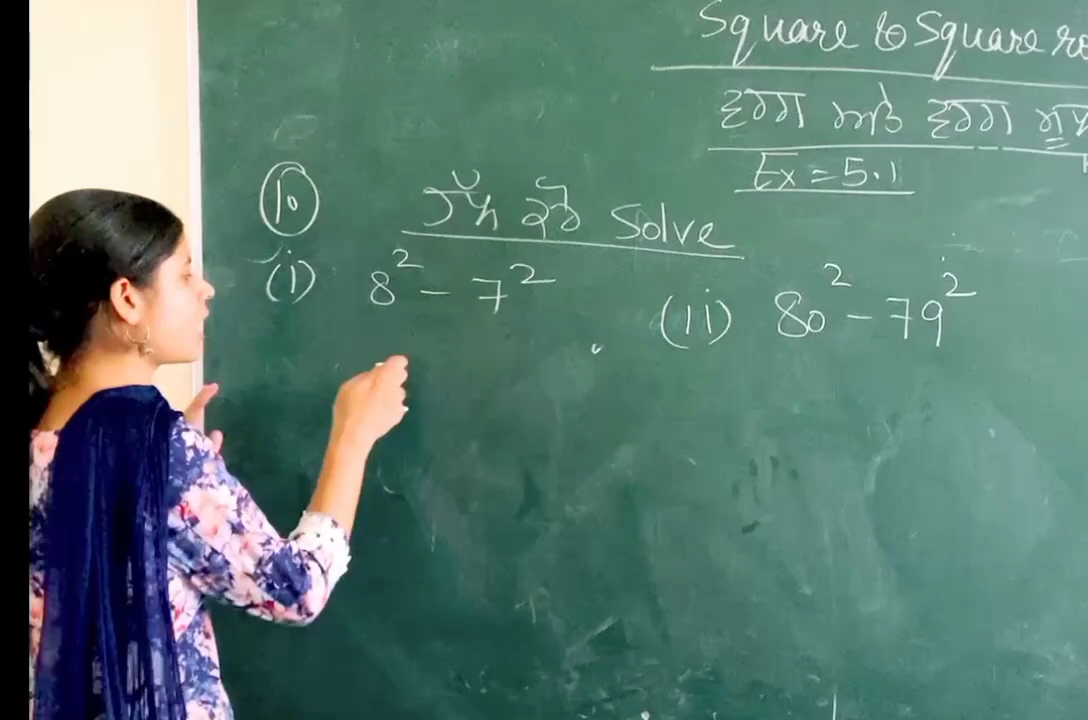 Square & Square
ਵਰਗ ਅਤੇ ਵਰਗ
Ex = 5.1
10 ਹੱਲ ਕਰੋ Solve
(i) 8² - 7² (ii) 80² - 79²